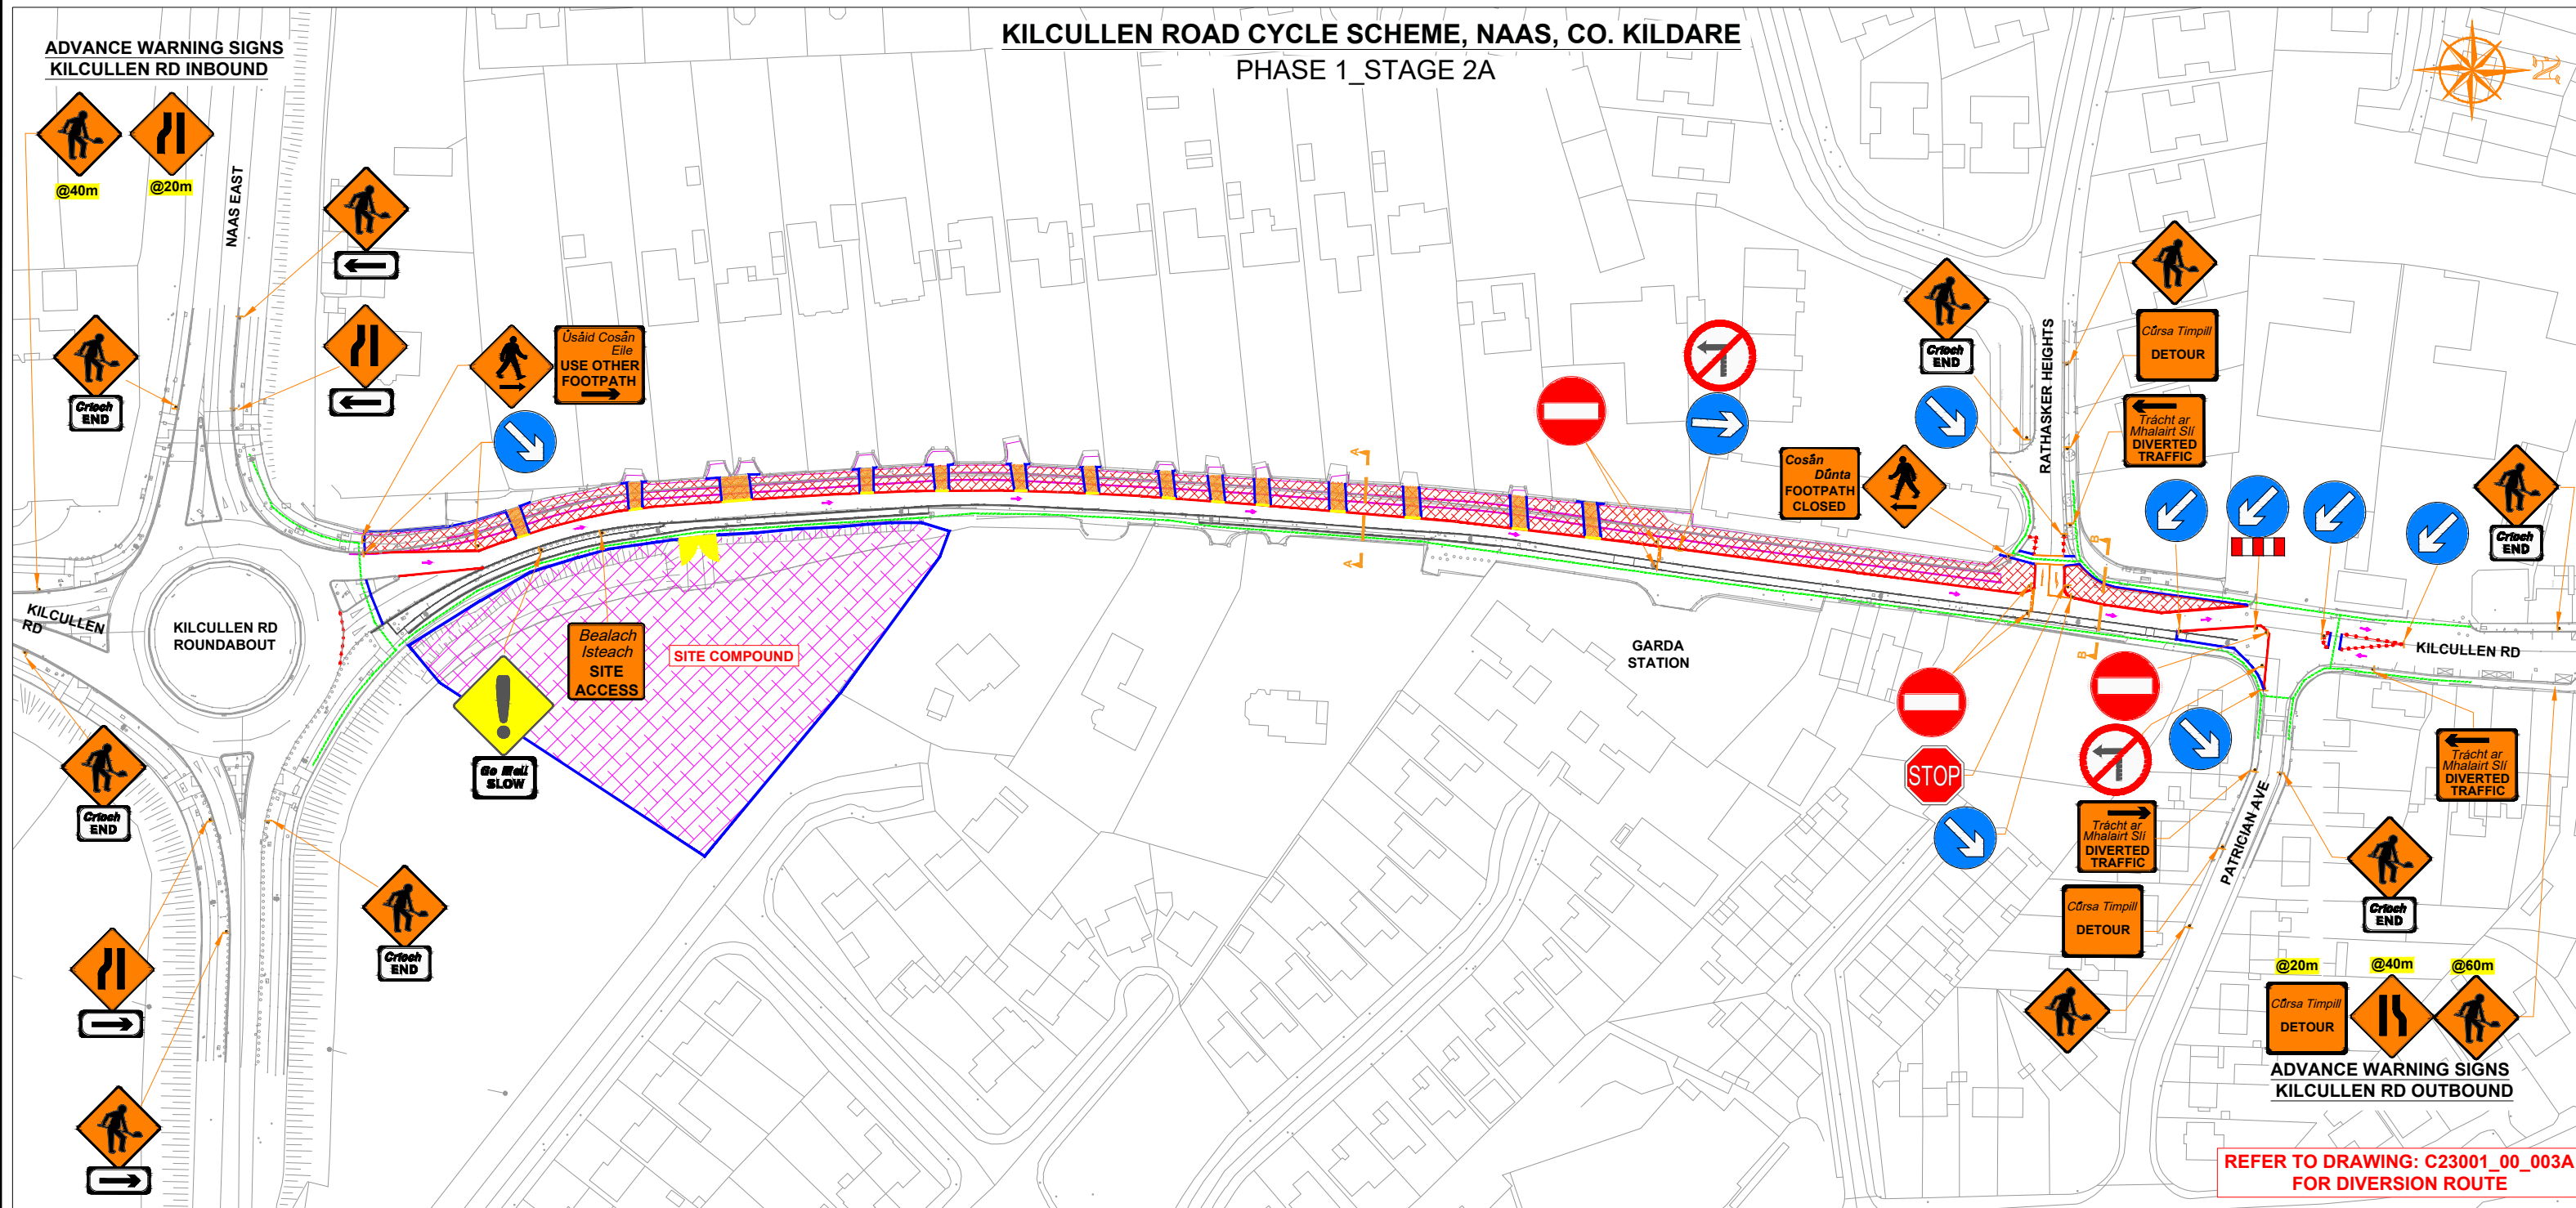 KILCULLEN ROAD CYCLE SCHEME, NAAS, CO. KILDARE
PHASE 1_STAGE 2A
ADVANCE WARNING SIGNS
KILCULLEN RD INBOUND
@40m
@20m
NAAS EAST
Críoch
END
Úsáid Cosán
Eile
USE OTHER
FOOTPATH
KILCULLEN
RD
KILCULLEN RD
ROUNDABOUT
Bealach
Isteach
SITE
ACCESS
SITE COMPOUND
Go Mall
SLOW
Críoch
END
Críoch
END
A
A
GARDA
STATION
Cosán
Dúnta
FOOTPATH
CLOSED
Críoch
END
RATHASKER HEIGHTS
Cúrsa Timpill
DETOUR
Trácht ar
Mhalairt Slí
DIVERTED
TRAFFIC
Críoch
END
B
B
KILCULLEN RD
STOP
Trácht ar
Mhalairt Slí
DIVERTED
TRAFFIC
Trácht ar
Mhalairt Slí
DIVERTED
TRAFFIC
PATRICIAN AVE
Críoch
END
Cúrsa Timpill
DETOUR
@20m
@40m
@60m
Cúrsa Timpill
DETOUR
ADVANCE WARNING SIGNS
KILCULLEN RD OUTBOUND
REFER TO DRAWING: C23001_00_003A
FOR DIVERSION ROUTE
N